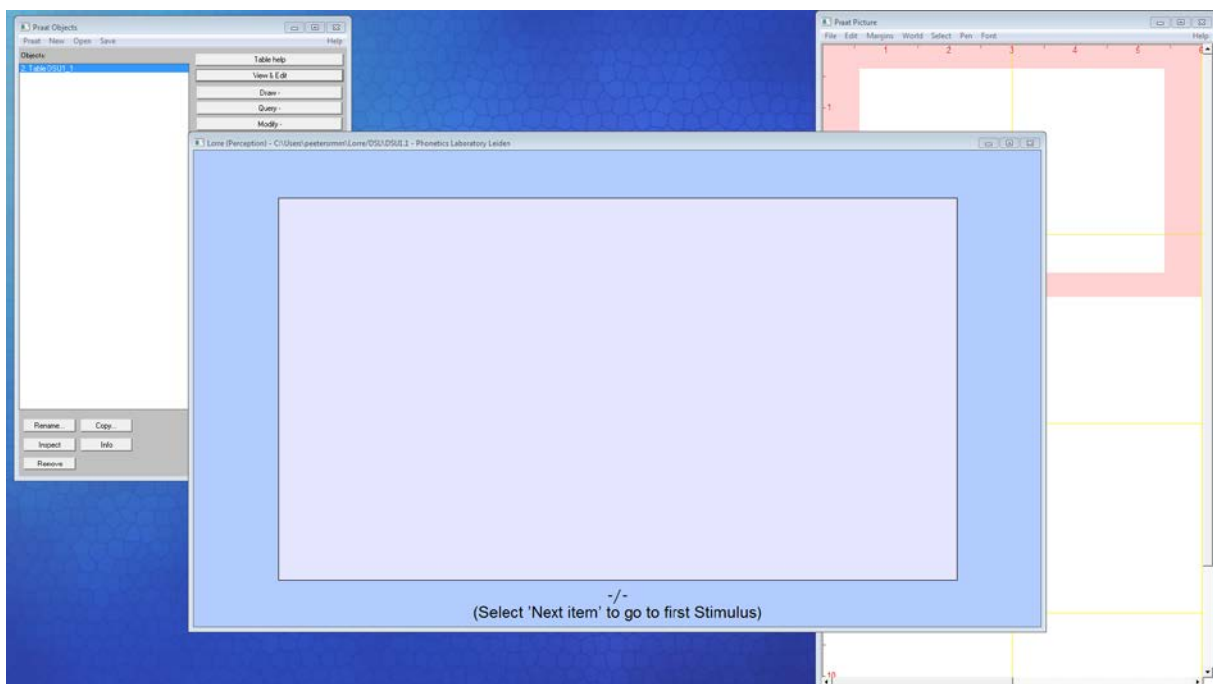 Praat Objects
Praat New Open Save Help
Objects:
2. Table DSU1_1
Table help
View & Edit
Draw -
Query -
Modify -
Rename... Copy...
Inspect Info
Remove
Praat Picture
File Edit Margins World Select Pen Font Help
1 2 3 4 5 6
1
10
Lorre (Perception) - C:\Users\peeterormm\Lorre/DSU\DSU1.1 - Phonetics Laboratory Leiden
-/-
(Select 'Next item' to go to first Stimulus)